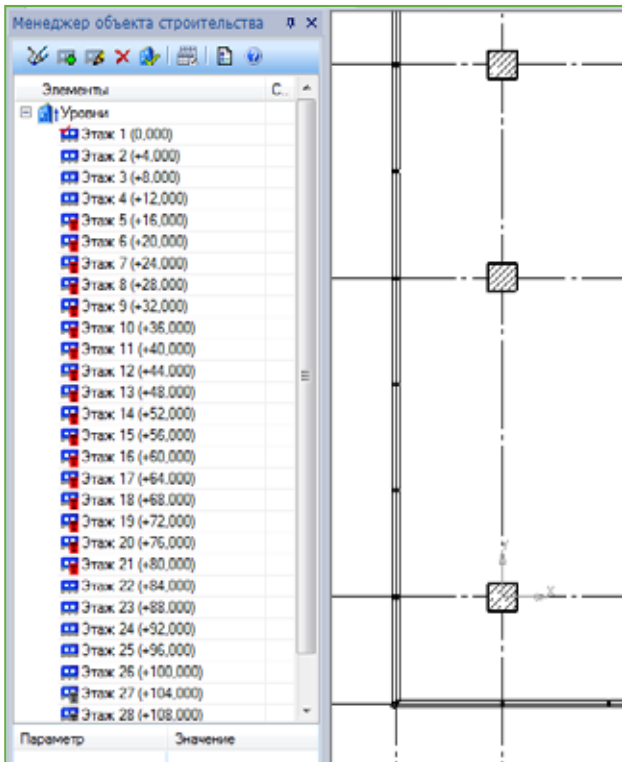 Менеджер объекта строительства
Элементы С..
Уровни
Этаж 1 (0,000)
Этаж 2 (+4.000)
Этаж 3 (+8.000)
Этаж 4 (+12,000)
Этаж 5 (+16,000)
Этаж 6 (+20,000)
Этаж 7 (+24.000)
Этаж 8 (+28.000)
Этаж 9 (+32,000)
Этаж 10 (+36,000)
Этаж 11 (+40,000)
Этаж 12 (+44.000)
Этаж 13 (+48.000)
Этаж 14 (+52,000)
Этаж 15 (+56,000)
Этаж 16 (+60,000)
Этаж 17 (+64.000)
Этаж 18 (+68.000)
Этаж 19 (+72,000)
Этаж 20 (+76,000)
Этаж 21 (+80,000)
Этаж 22 (+84,000)
Этаж 23 (+88.000)
Этаж 24 (+92,000)
Этаж 25 (+96,000)
Этаж 26 (+100,000)
Этаж 27 (+104,000)
Этаж 28 (+108.000)
Параметр Значение
X